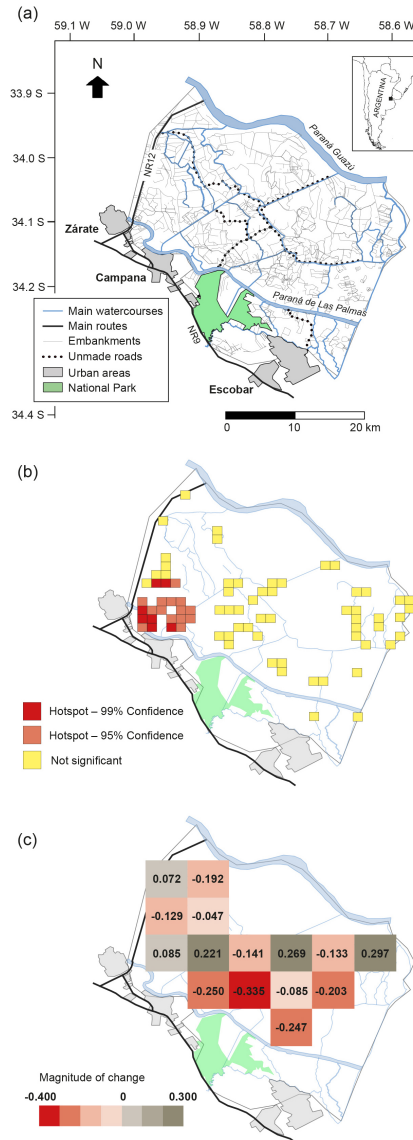 (a)
59.1 W 59.0 W 58.9 W 58.8 W 58.7 W 58.6 W
N
33.9 S
34.0 S
34.1 S
34.2 S
34.4 S
ARGENTINA
Paraná Guazú
NR12
Zárate
Campana
Paraná de Las Palmas
NR9
Escobar
Main watercourses
Main routes
Embankments
Unmade roads
Urban areas
National Park
0 10 20 km
(b)
Hotspot – 99% Confidence
Hotspot – 95% Confidence
Not significant
(c)
0.072 -0.192
-0.129 -0.047
0.085 0.221 -0.141 0.269 -0.133 0.297
-0.250 -0.335 -0.085 -0.203
-0.247
Magnitude of change
-0.400 0 0.300